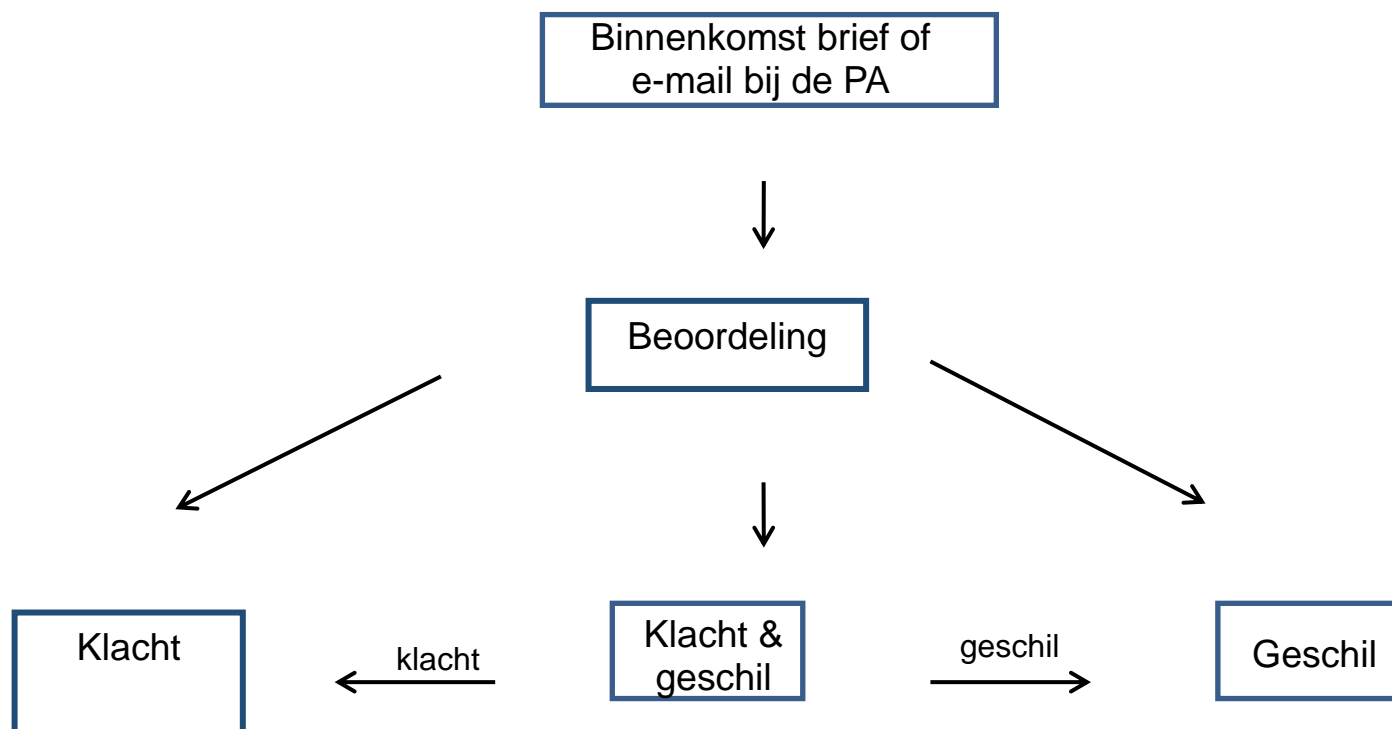 Binnenkomst brief of
e-mail bij de PA
Beoordeling
Klacht
klacht
Klacht &
geschil
geschil
Geschil